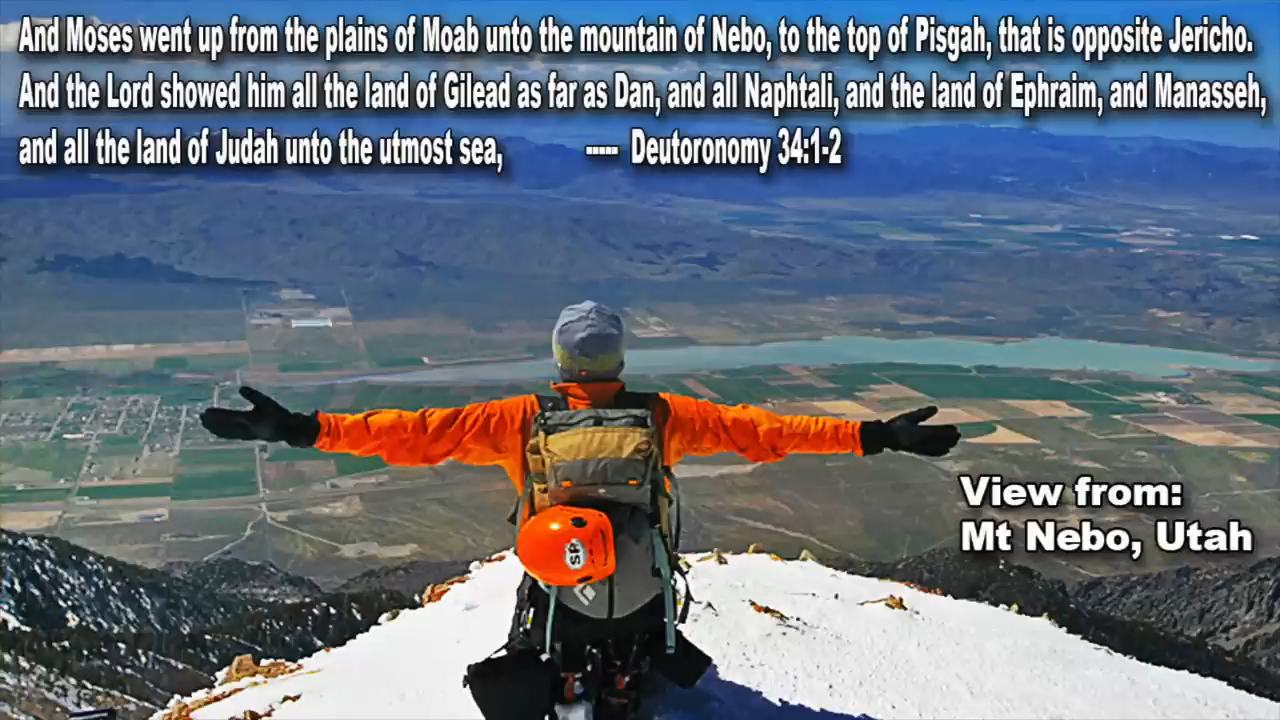 And Moses went up from the plains of Moab unto the mountain of Nebo, to the top of Pisgah, that is opposite Jericho.
And the Lord showed him all the land of Gilead as far as Dan, and all Naphtali, and the land of Ephraim, and Manasseh,
and all the land of Judah unto the utmost sea, ----- Deutoronomy 34:1-2
SAR
View from:
Mt Nebo, Utah